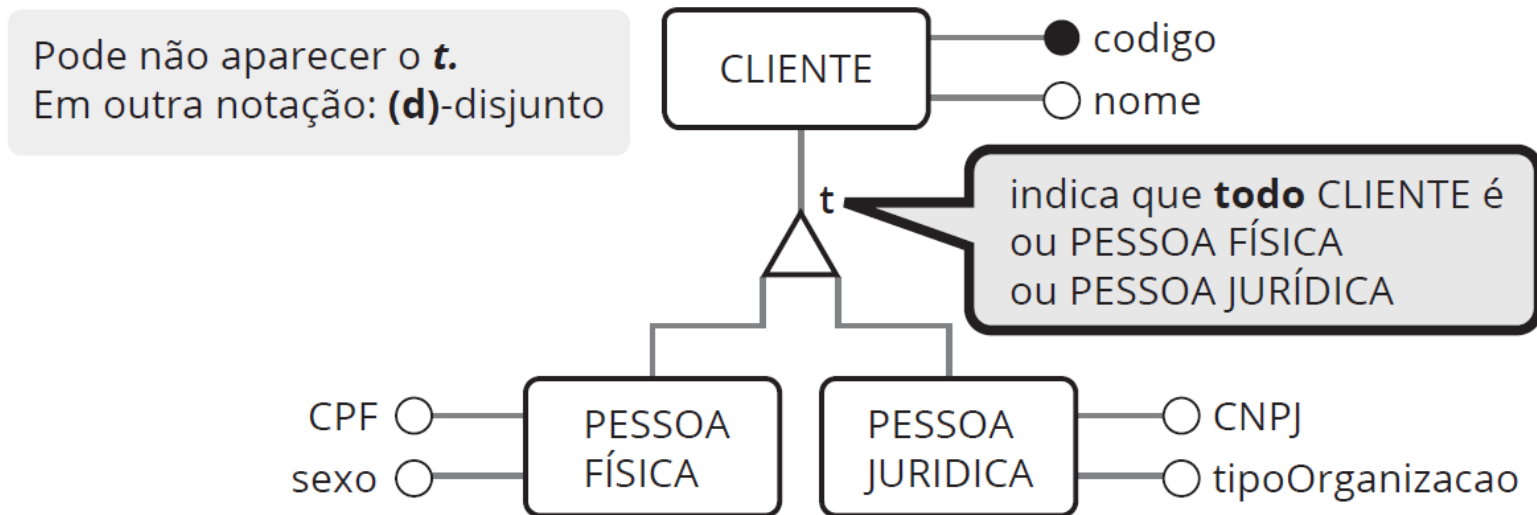 Pode não aparecer o t.
Em outra notação: (d)-disjunto
CLIENTE
codigo
nome
t
indica que todo CLIENTE é
ou PESSOA FÍSICA
ou PESSOA JURÍDICA
CPF
sexo
PESSOA
FÍSICA
PESSOA
JURIDICA
CNPJ
tipoOrganizacao